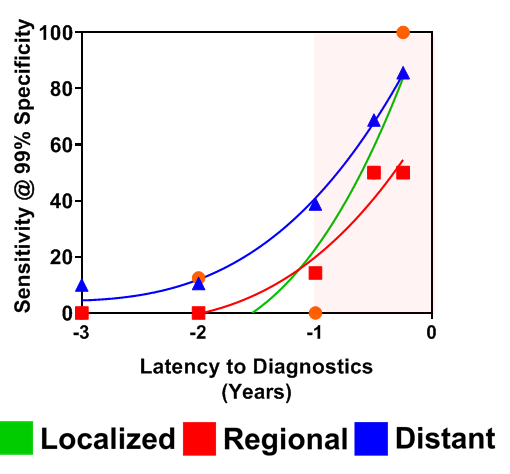 Sensitivity @ 99% Specificity
100
80
60
40
20
0
-3 -2 -1 0
Latency to Diagnostics
(Years)
Localized Regional Distant